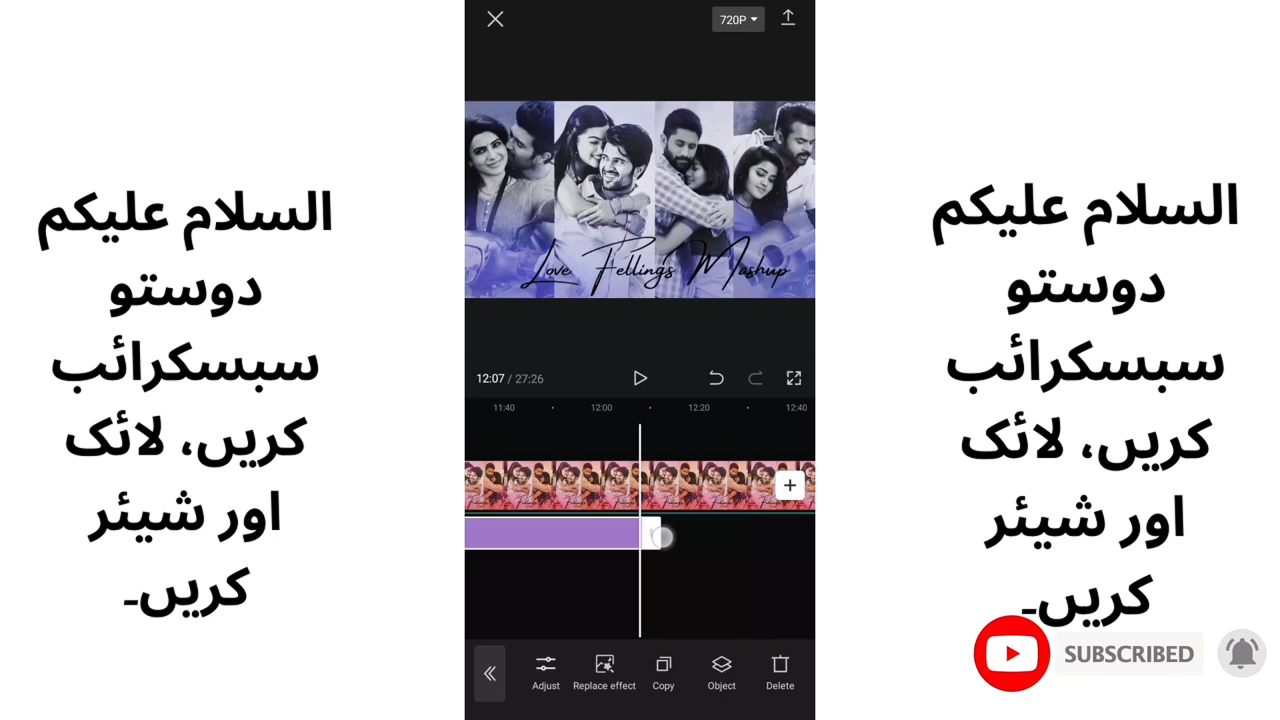 السلام علیکم
دوستو
سبسکرائب
کریں، لائک
اور شیئر
کریں۔
720P
Love Fellings Mashup
12:07 / 27:26
11:40 12:00 12:20 12:40
Adjust Replace effect Copy Object Delete
السلام علیکم
دوستو
سبسکرائب
کریں، لائک
اور شیئر
کریں۔
SUBSCRIBED